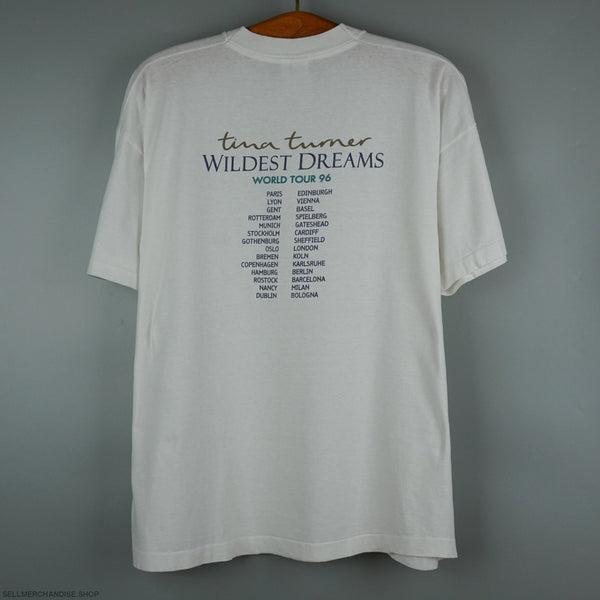 tina turner
WILDEST DREAMS
WORLD TOUR 96
PARIS EDINBURGH
LYON VIENNA
GENT BASEL
ROTTERDAM SPIELBERG
MUNICH GATESHEAD
STOCKHOLM CARDIFF
GOTHENBURG SHEFFIELD
OSLO LONDON
BREMEN KOLN
COPENHAGEN KARLSRUHE
HAMBURG BERLIN
ROSTOCK BARCELONA
NANCY MILAN
DUBLIN BOLOGNA
SELLMERCHANDISE.SHOP